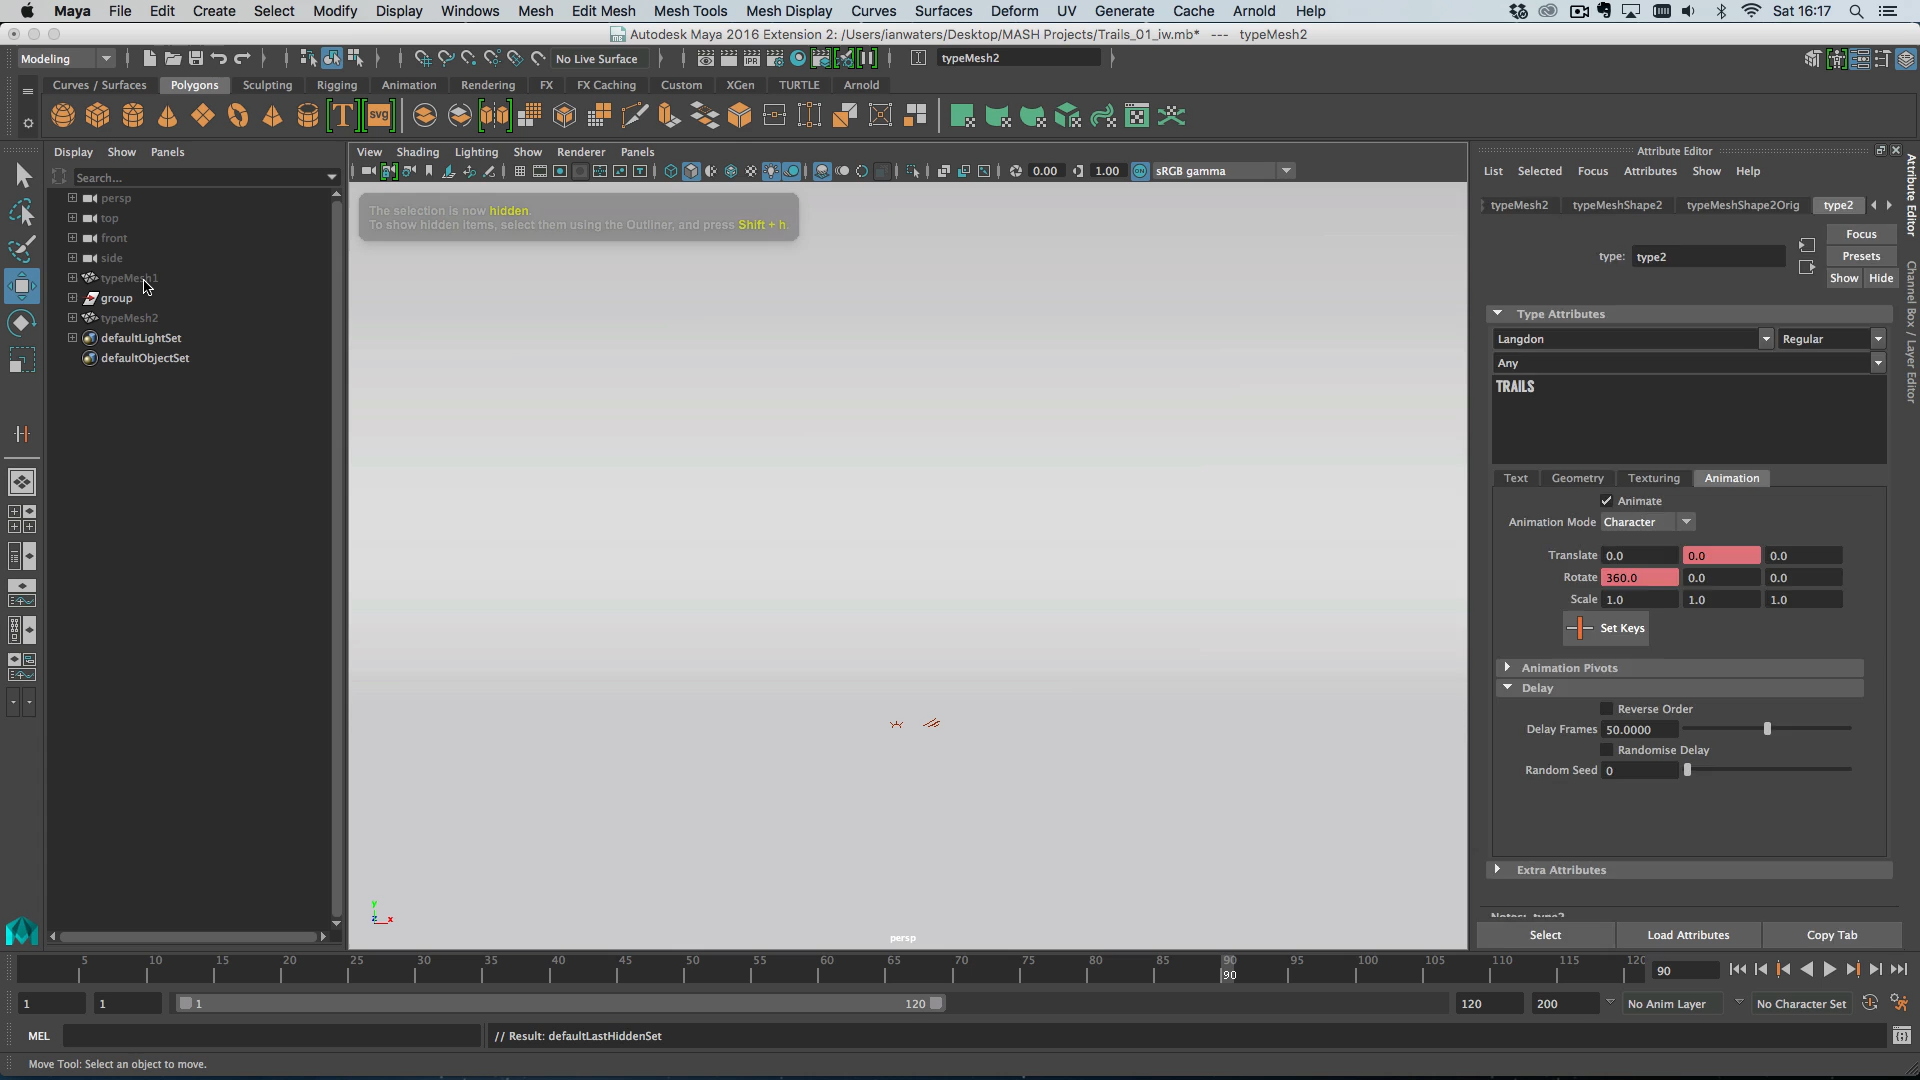 Maya File Edit Create Select Modify Display Windows Mesh Edit Mesh Mesh Tools Mesh Display Curves Surfaces Deform UV Generate Cache Arnold Help Sat 16:17
Autodesk Maya 2016 Extension 2: /Users/ianwaters/Desktop/MASH Projects/Trails_01_iw.mb* --- typeMesh2
Modeling No Live Surface IPR typeMesh2
Curves / Surfaces Polygons Sculpting Rigging Animation Rendering FX FX Caching Custom XGen TURTLE Arnold
T svg
Display Show Panels
Search...
persp
top
front
side
typeMesh1
group
typeMesh2
defaultLightSet
defaultObjectSet
View Shading Lighting Show Renderer Panels
0.00 1.00 ON sRGB gamma
The selection is now hidden.
To show hidden items, select them using the Outliner, and press Shift + h.
y
z x
persp
Attribute Editor
List Selected Focus Attributes Show Help
typeMesh2 typeMeshShape2 typeMeshShape2Orig type2
type: type2
Focus
Presets
Show Hide
Type Attributes
Langdon Regular
Any
TRAILS
Text Geometry Texturing Animation
Animate
Animation Mode Character
Translate 0.0 0.0 0.0
Rotate 360.0 0.0 0.0
Scale 1.0 1.0 1.0
Set Keys
Animation Pivots
Delay
Reverse Order
Delay Frames 50.0000
Randomise Delay
Random Seed 0
Extra Attributes
Notes: type2
Select Load Attributes Copy Tab
Attribute Editor
Channel Box / Layer Editor
5 10 15 20 25 30 35 40 45 50 55 60 65 70 75 80 85 90 95 100 105 110 115 120
90 90
1 1 1 120 120 200 No Anim Layer No Character Set
MEL // Result: defaultLastHiddenSet
Move Tool: Select an object to move.